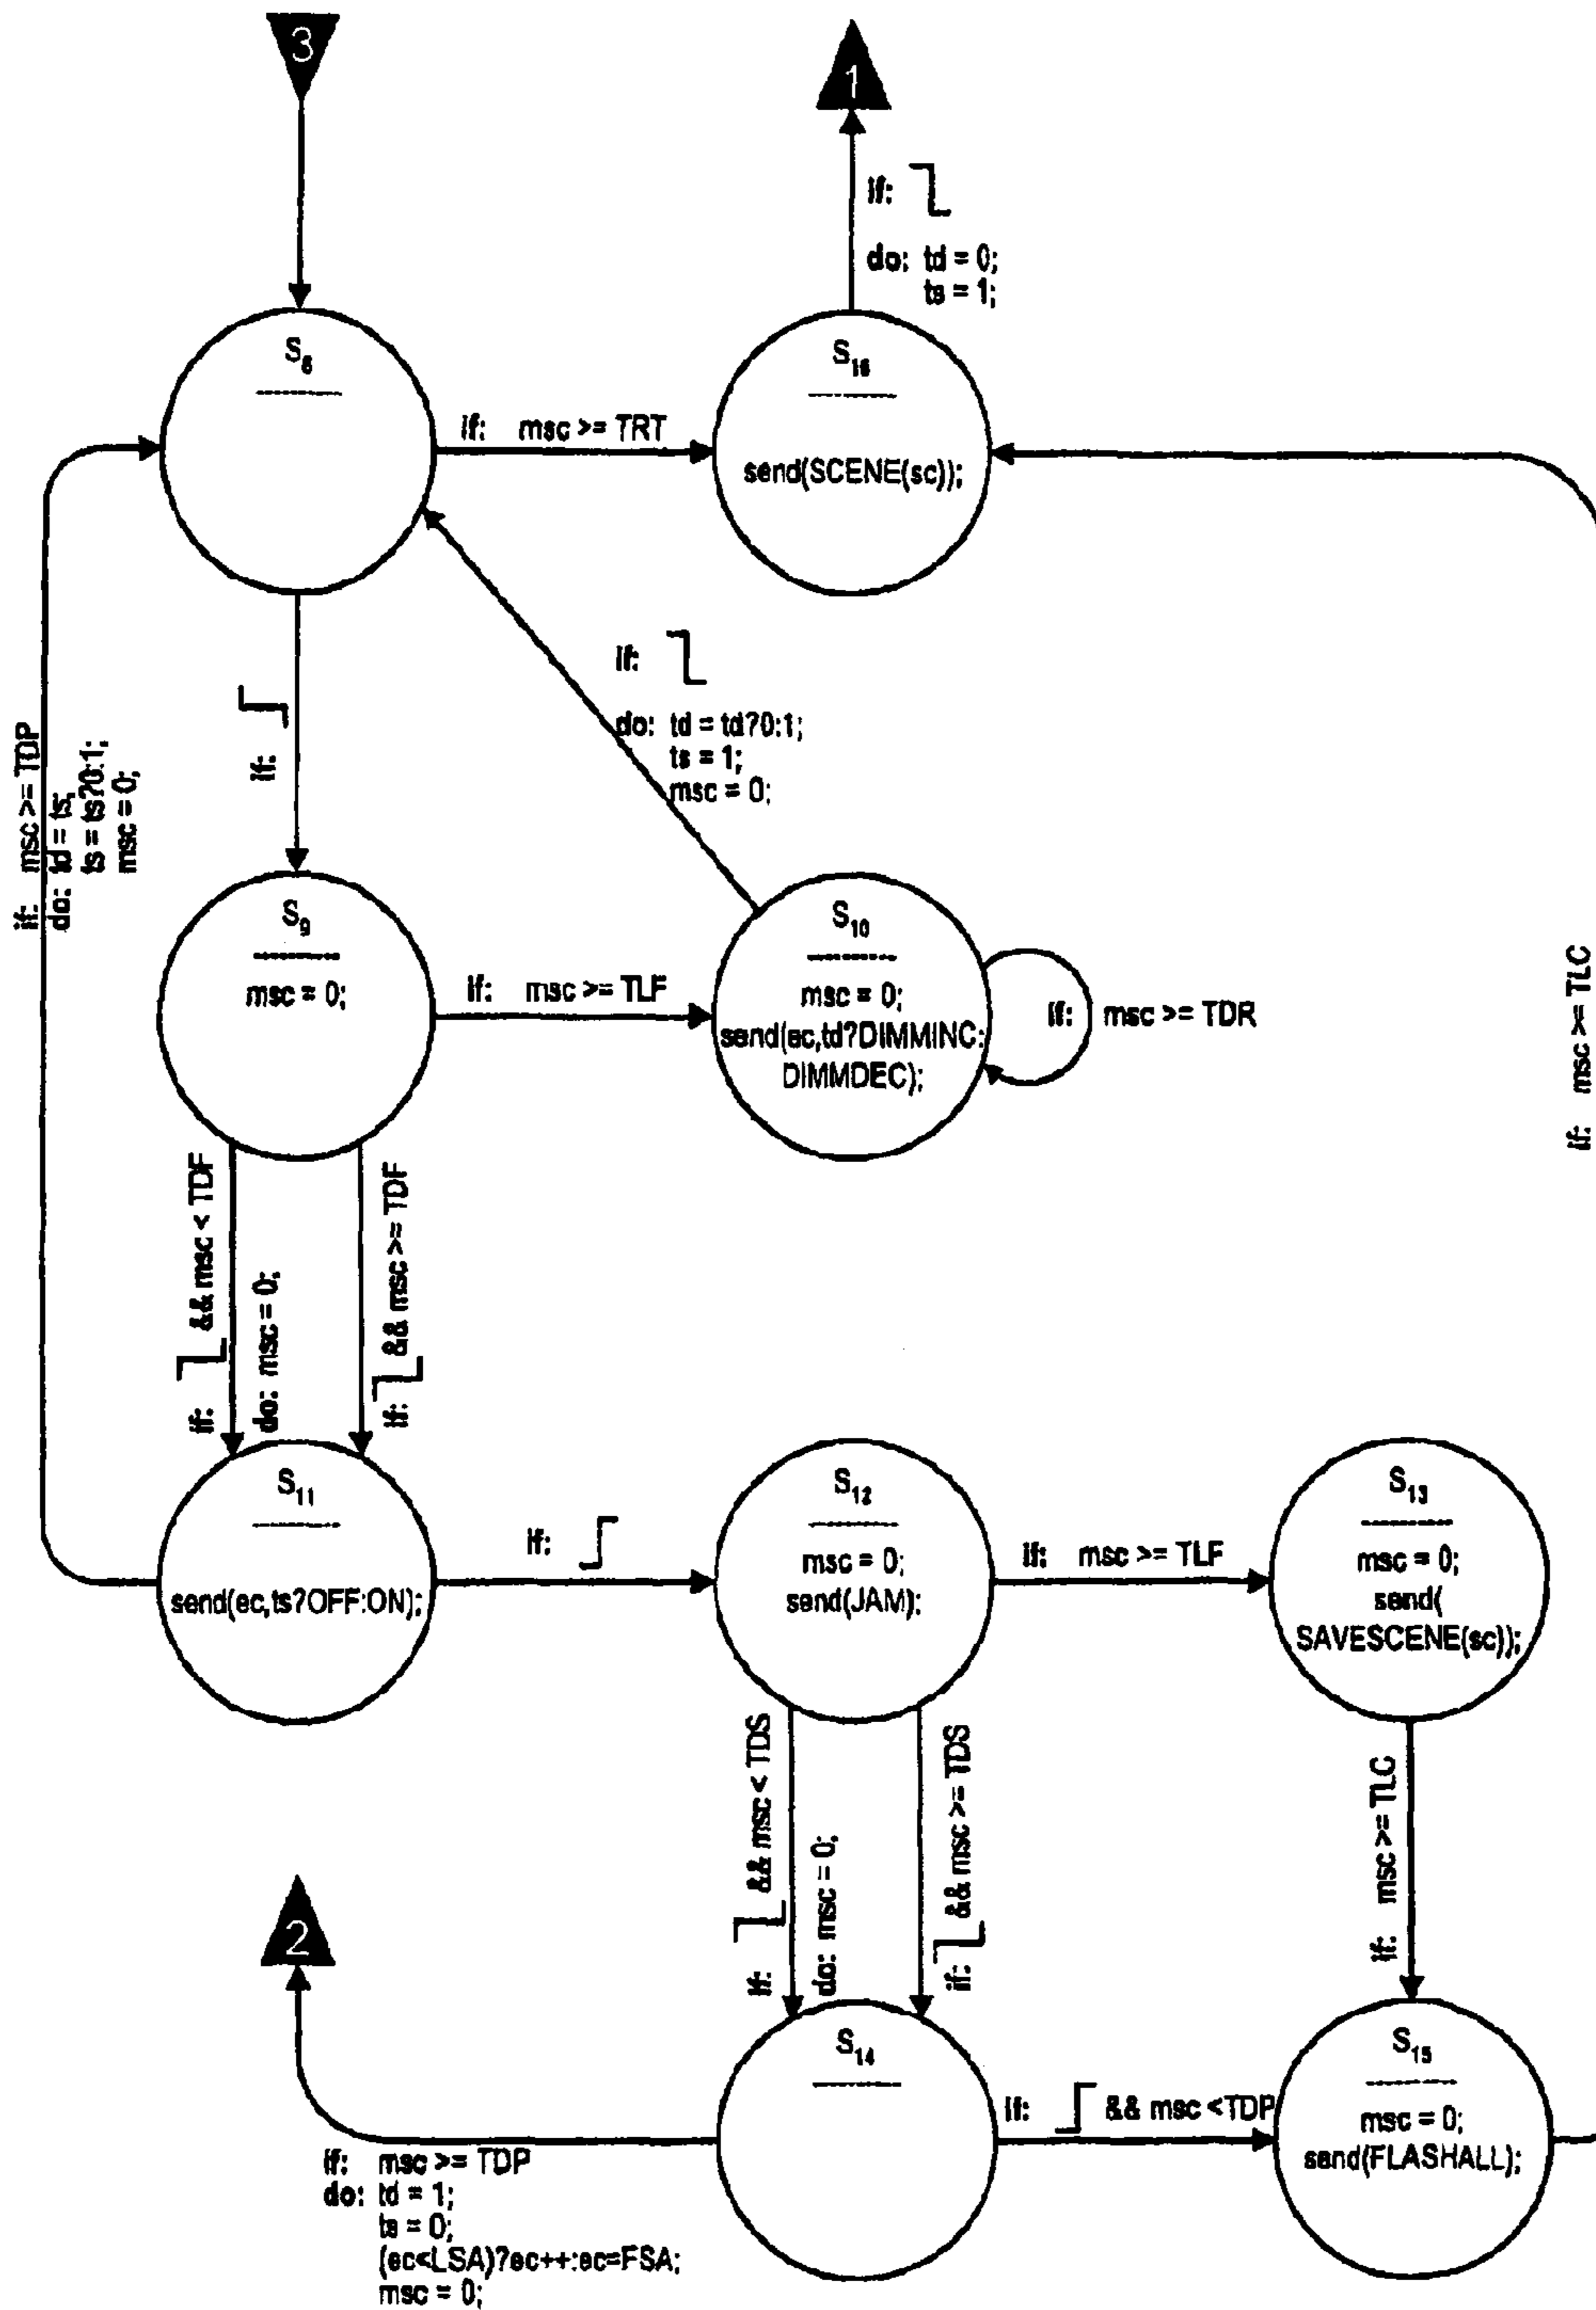 3
1
if:
do: td = 0;
ts = 1;
S8
if: msc >= TRT
S16
send(SCENE(sc));
if:
do: td = td?0:1;
ts = 1;
msc = 0;
if:
if: msc >= TDP
do: td = ts;
ts = ts?0:1;
msc = 0;
S9
msc = 0;
if: msc >= TLF
S10
msc = 0;
send(ec,td?DIMMINC:
DIMMDEC);
if: msc >= TDR
if: msc >= TLC
if: && msc < TDF
do: msc = 0;
if: && msc >= TDF
S11
send(ec,ts?OFF:ON);
if:
S12
msc = 0;
send(JAM);
if: msc >= TLF
S13
msc = 0;
send(
SAVESCENE(sc));
if: && msc < TDS
do: msc = 0;
if: && msc >= TDS
if: msc >= TLC
2
S14
if: && msc <TDP
S15
msc = 0;
send(FLASHALL);
if: msc >= TDP
do: td = 1;
ts = 0;
(ec<LSA)?ec++:ec=FSA;
msc = 0;